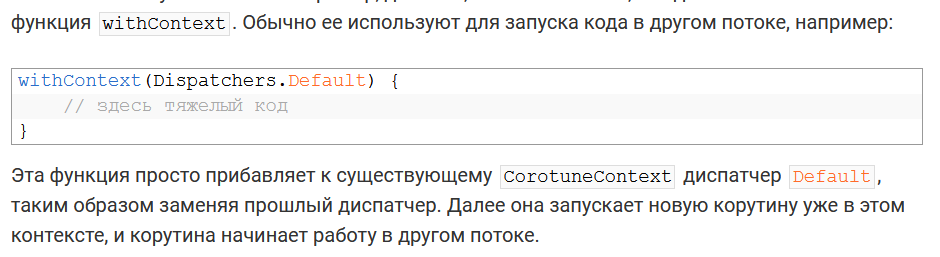 функция withContext. Обычно ее используют для запуска кода в другом потоке, например:
withContext(Dispatchers.Default) {
    // здесь тяжелый код
}
Эта функция просто прибавляет к существующему CorotuneContext диспатчер Default,
таким образом заменяя прошлый диспатчер. Далее она запускает новую корутину уже в этом
контексте, и корутина начинает работу в другом потоке.